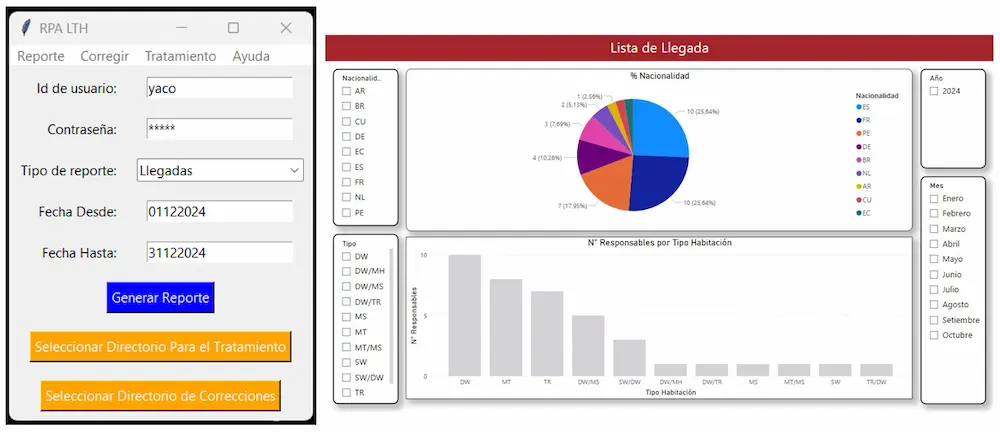 RPA LTH
Reporte Corregir Tratamiento Ayuda
Id de usuario: yaco
Contraseña: *****
Tipo de reporte: Llegadas
Fecha Desde: 01122024
Fecha Hasta: 31122024
Generar Reporte
Seleccionar Directorio Para el Tratamiento
Seleccionar Directorio de Correcciones
Lista de Llegada
Nacionalid..
AR
BR
CU
DE
EC
ES
FR
NL
PE
Tipo
DW
DW/MH
DW/MS
DW/TR
MS
MT
MT/MS
SW
SW/DW
TR
% Nacionalidad
1 (2,56%)
2 (5,13%)
3 (7,69%)
4 (10,26%)
7 (17,95%)
10 (25,64%)
10 (25,64%)
Nacionalidad
ES
FR
PE
DE
BR
NL
AR
CU
EC
N° Responsables por Tipo Habitación
N° Responsables
10
5
0
DW MT TR DW/MS SW/DW DW/MH DW/TR MS MT/MS SW TR/DW
Tipo Habitación
Año
2024
Mes
Enero
Febrero
Marzo
Abril
Mayo
Junio
Julio
Agosto
Setiembre
Octubre